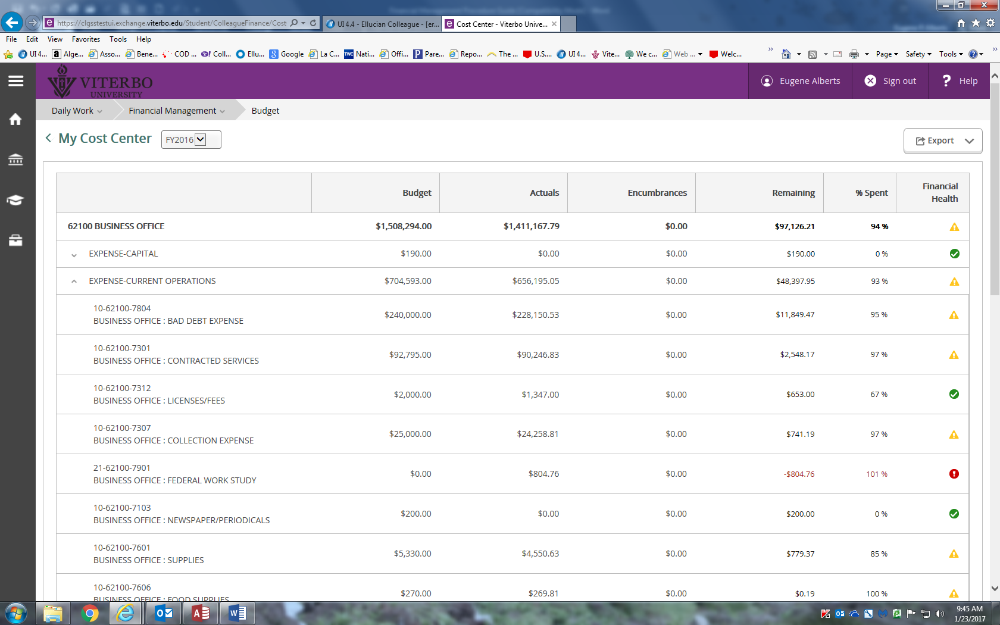 https://clgsstestui.exchange.viterbo.edu/Student/ColleagueFinance/Cost
UI 4.4 - Ellucian Colleague - [er...
Cost Center - Viterbo Unive...
File Edit View Favorites Tools Help
UI 4... Alge... Asso... Bene... COD ... Coll... Ellu... Google La C... Nati... Offi... Pare... Repo... The ... U.S.... UI 4... Vite... We c... Web ... Welc... Page Safety Tools
VITERBO
UNIVERSITY
Eugene Alberts Sign out Help
Daily Work Financial Management Budget
My Cost Center FY2016 Export
Budget Actuals Encumbrances Remaining % Spent Financial Health
62100 BUSINESS OFFICE $1,508,294.00 $1,411,167.79 $0.00 $97,126.21 94 %
EXPENSE-CAPITAL $190.00 $0.00 $0.00 $190.00 0 %
EXPENSE-CURRENT OPERATIONS $704,593.00 $656,195.05 $0.00 $48,397.95 93 %
10-62100-7804
BUSINESS OFFICE : BAD DEBT EXPENSE $240,000.00 $228,150.53 $0.00 $11,849.47 95 %
10-62100-7301
BUSINESS OFFICE : CONTRACTED SERVICES $92,795.00 $90,246.83 $0.00 $2,548.17 97 %
10-62100-7312
BUSINESS OFFICE : LICENSES/FEES $2,000.00 $1,347.00 $0.00 $653.00 67 %
10-62100-7307
BUSINESS OFFICE : COLLECTION EXPENSE $25,000.00 $24,258.81 $0.00 $741.19 97 %
21-62100-7901
BUSINESS OFFICE : FEDERAL WORK STUDY $0.00 $804.76 $0.00 -$804.76 101 %
10-62100-7103
BUSINESS OFFICE : NEWSPAPER/PERIODICALS $200.00 $0.00 $0.00 $200.00 0 %
10-62100-7601
BUSINESS OFFICE : SUPPLIES $5,330.00 $4,550.63 $0.00 $779.37 85 %
10-62100-7606
BUSINESS OFFICE : FOOD SUPPLIES $270.00 $269.81 $0.00 $0.19 100 %
9:45 AM
1/23/2017